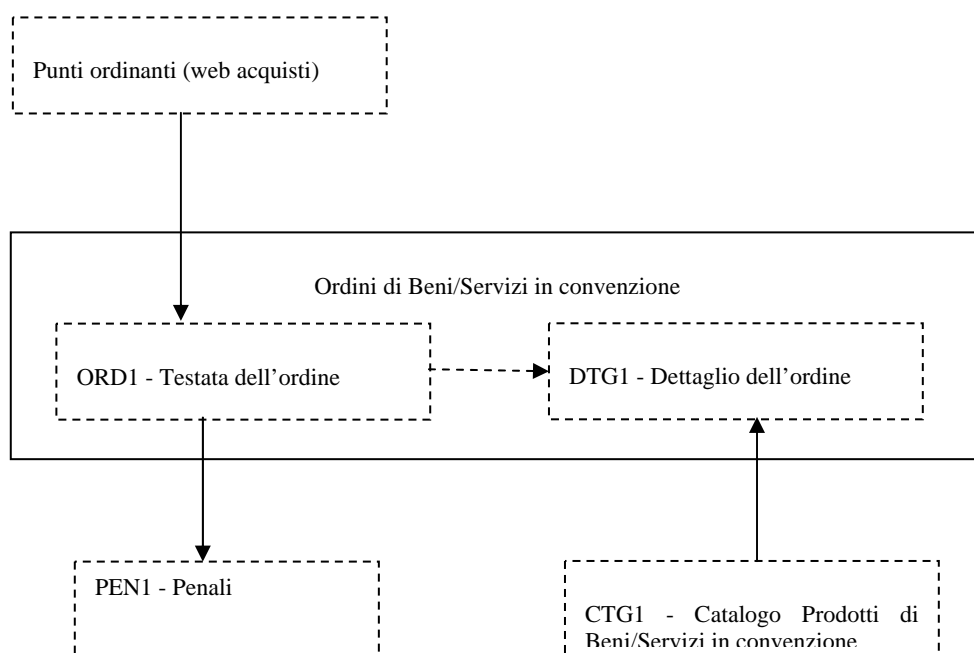 Punti ordinanti (web acquisti)
Ordini di Beni/Servizi in convenzione
ORD1 - Testata dell’ordine
DTG1 - Dettaglio dell’ordine
PEN1 - Penali
CTG1 - Catalogo Prodotti di
Beni/Servizi in convenzione